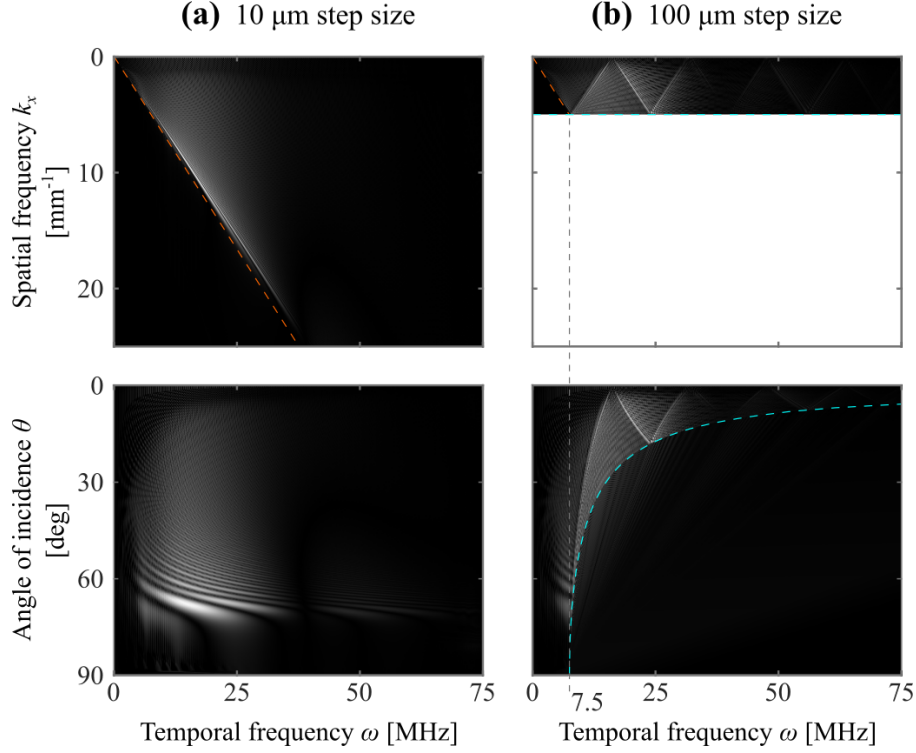 (a) 10 μm step size
(b) 100 μm step size
Spatial frequency kₓ
[mm⁻¹]
0
10
20
Angle of incidence θ
[deg]
0
30
60
90
0 25 50 75
0 7.5 25 50 75
Temporal frequency ω [MHz]
Temporal frequency ω [MHz]